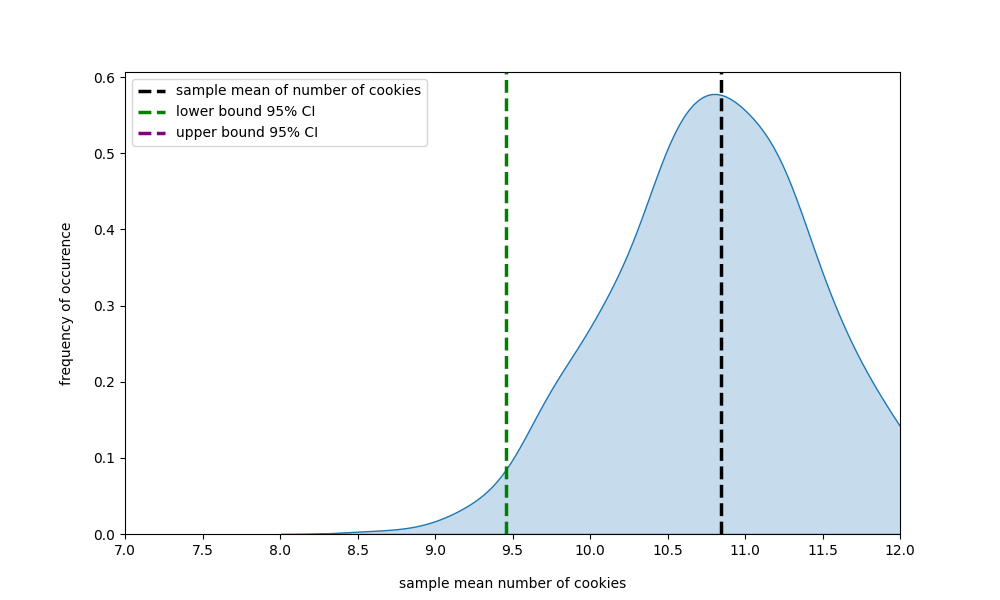 sample mean of number of cookies
lower bound 95% CI
upper bound 95% CI
0.6
0.5
0.4
0.3
0.2
0.1
0.0
frequency of occurence
7.0 7.5 8.0 8.5 9.0 9.5 10.0 10.5 11.0 11.5 12.0
sample mean number of cookies